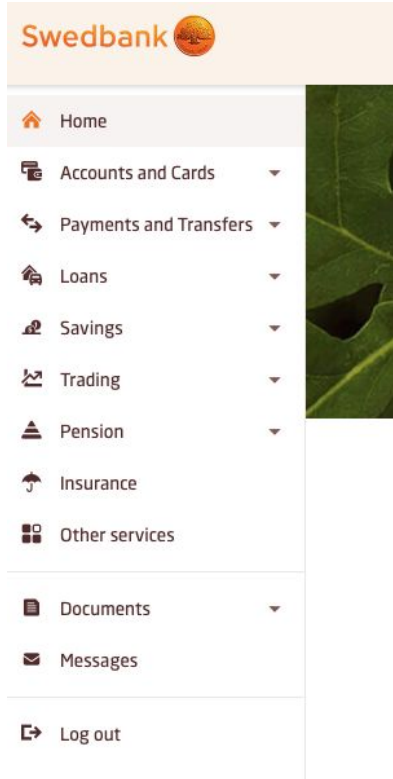 Swedbank
Home
Accounts and Cards
Payments and Transfers
Loans
Savings
Trading
Pension
Insurance
Other services
Documents
Messages
Log out